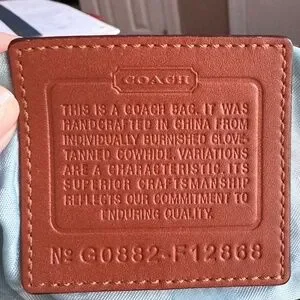 COACH
THIS IS A COACH BAG. IT WAS
HANDCRAFTED IN CHINA FROM
INDIVIDUALLY BURNISHED GLOVE-
TANNED COWHIDE. VARIATIONS
ARE A CHARACTERISTIC. ITS
SUPERIOR CRAFTSMANSHIP
REFLECTS OUR COMMITMENT TO
ENDURING QUALITY.
No G0882-F12868